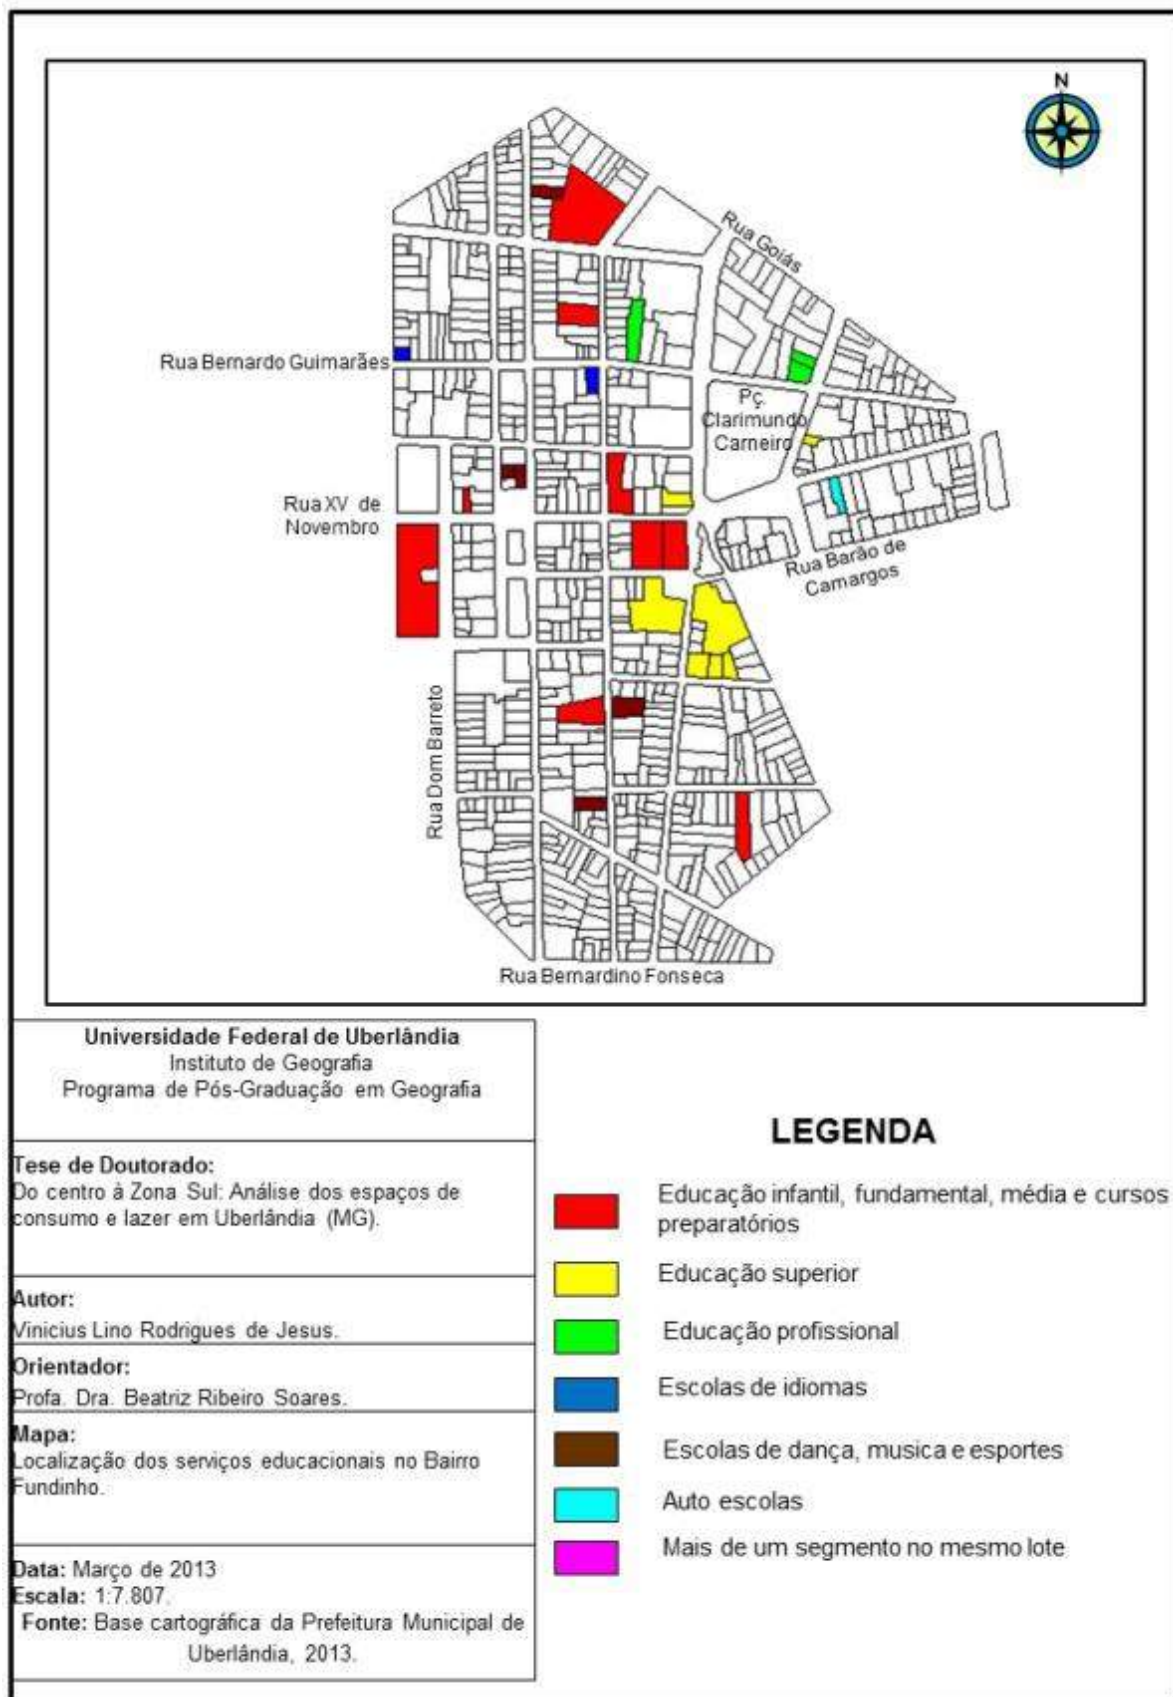 N
Rua Goiás
Rua Bernardo Guimarães
Pç.
Clarimundo
Carneiro
Rua XV de
Novembro
Rua Barão de
Camargos
Rua Dom Barreto
Rua Bernardino Fonseca
Universidade Federal de Uberlândia
Instituto de Geografia
Programa de Pós-Graduação em Geografia
Tese de Doutorado:
Do centro à Zona Sul: Análise dos espaços de
consumo e lazer em Uberlândia (MG).
Autor:
Vinicius Lino Rodrigues de Jesus.
Orientador:
Profa. Dra. Beatriz Ribeiro Soares.
Mapa:
Localização dos serviços educacionais no Bairro
Fundinho.
Data: Março de 2013
Escala: 1:7.807.
Fonte: Base cartográfica da Prefeitura Municipal de
Uberlândia, 2013.
LEGENDA
Educação infantil, fundamental, média e cursos
preparatórios
Educação superior
Educação profissional
Escolas de idiomas
Escolas de dança, musica e esportes
Auto escolas
Mais de um segmento no mesmo lote